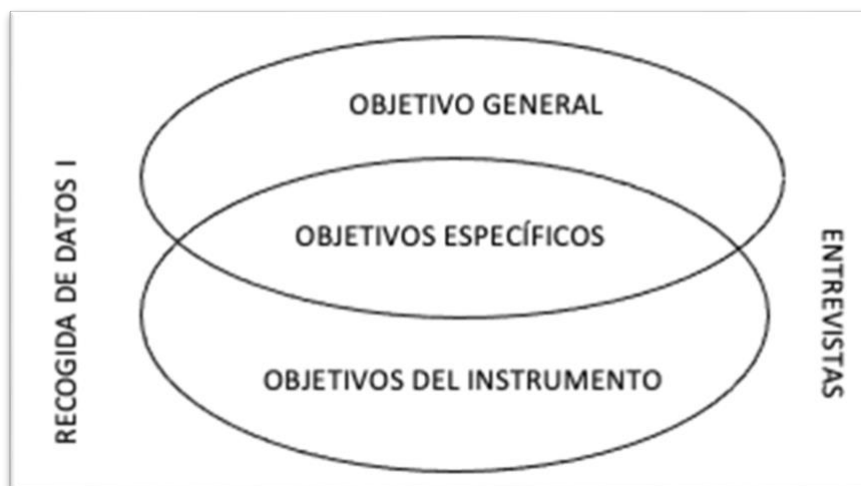 RECOGIDA DE DATOS I
OBJETIVO GENERAL
OBJETIVOS ESPECÍFICOS
OBJETIVOS DEL INSTRUMENTO
ENTREVISTAS